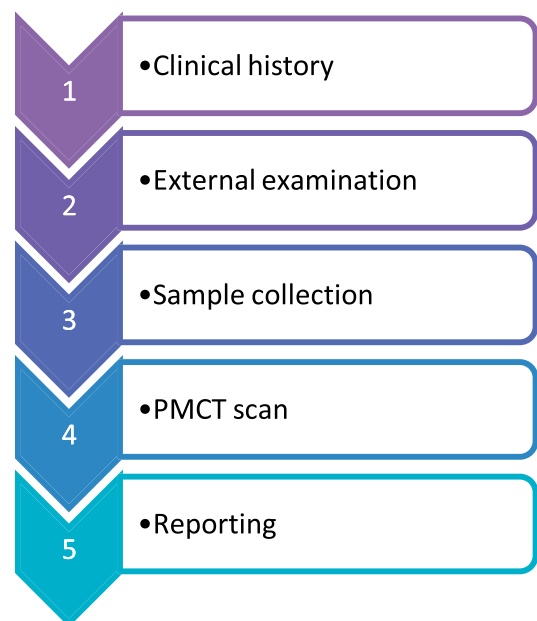 1
•Clinical history
2
•External examination
3
•Sample collection
4
•PMCT scan
5
•Reporting